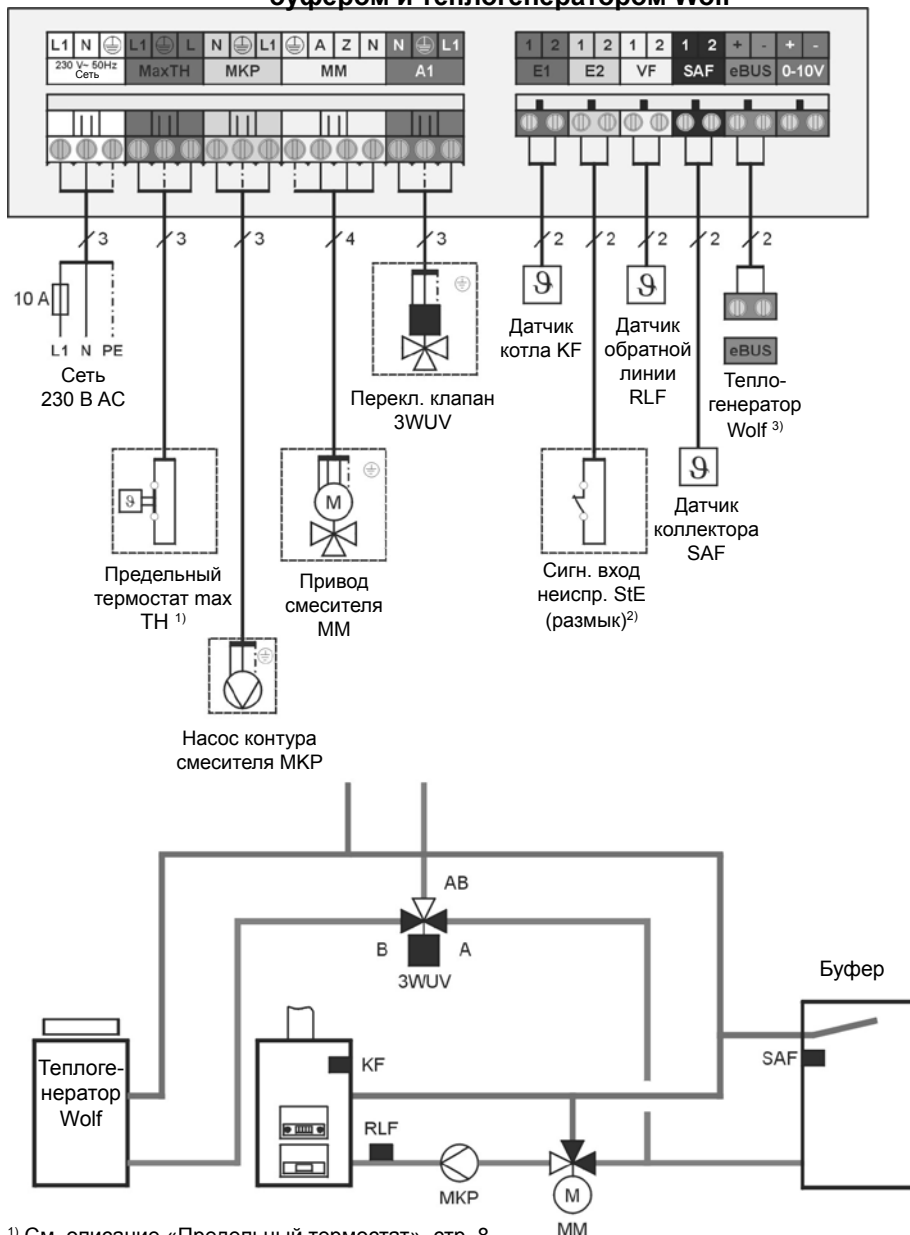 буфером и теплогенератором Wolf
L1 N L1 L N L1 A Z N N L1 1 2 1 2 1 2 1 2 + - + -
230 V~ 50Hz
Сеть MaxTH MKP MM A1 E1 E2 VF SAF eBUS 0-10V
3 3 3 4 3 2 2 2 2 2
10 A
L1 N PE
Сеть
230 В AC
Перекл. клапан
3WUV
Датчик
котла KF
Датчик
обратной
линии
RLF
eBUS
Тепло-
генератор
Wolf 3)
Предельный
термостат max
TH 1)
M
Привод
смесителя
MM
Сигн. вход
неиспр. StE
(размык)2)
Датчик
коллектора
SAF
Насос контура
смесителя MKP
AB
B A
3WUV
Буфер
Теплоге-
нератор
Wolf
KF
SAF
RLF
MKP
M
MM
1) См. описание «Предельный термостат», стр. 8